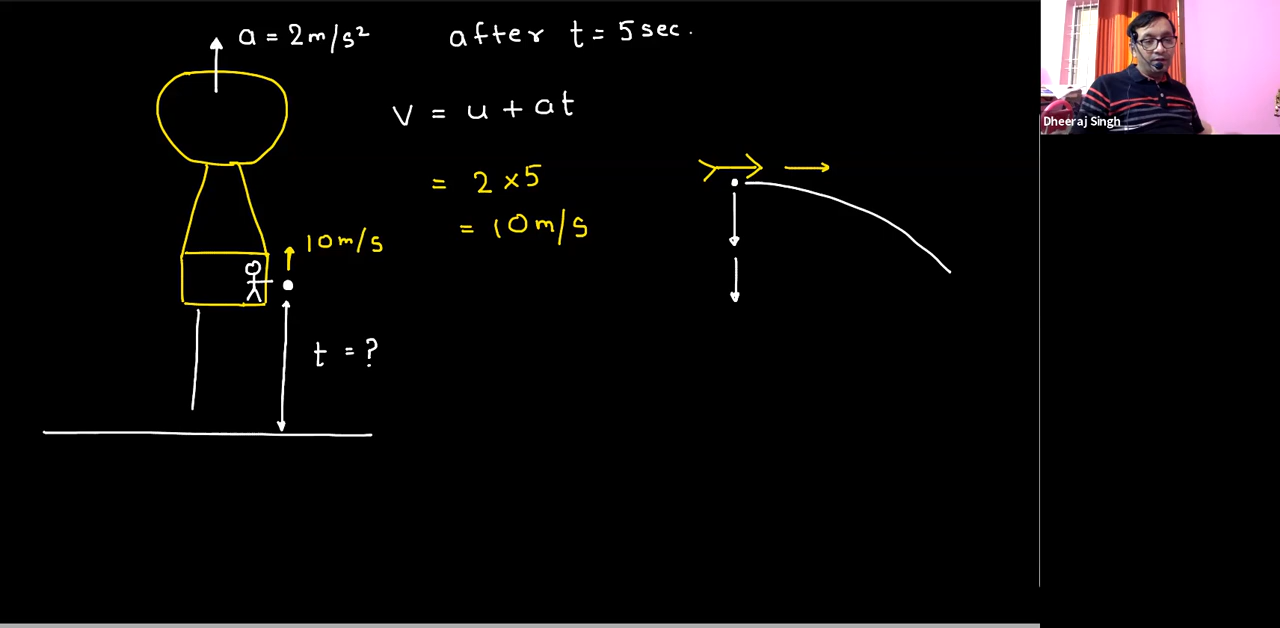 a = 2m/s²
after t = 5 sec.
v = u + at
= 2 × 5
= 10m/s
10m/s
t = ?
Dheeraj Singh